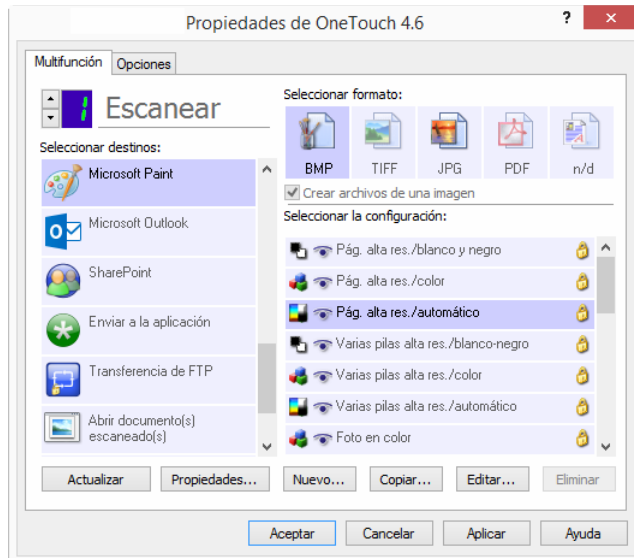 Propiedades de OneTouch 4.6
?
Multifunción
Opciones
1
Escanear
Seleccionar destinos:
Microsoft Paint
Microsoft Outlook
SharePoint
Enviar a la aplicación
Transferencia de FTP
Abrir documento(s)
escaneado(s)
Seleccionar formato:
BMP
TIFF
JPG
PDF
n/d
Crear archivos de una imagen
Seleccionar la configuración:
Pág. alta res./blanco y negro
Pág. alta res./color
Pág. alta res./automático
Varias pilas alta res./blanco-negro
Varias pilas alta res./color
Varias pilas alta res./automático
Foto en color
Actualizar
Propiedades...
Nuevo...
Copiar...
Editar...
Eliminar
Aceptar
Cancelar
Aplicar
Ayuda